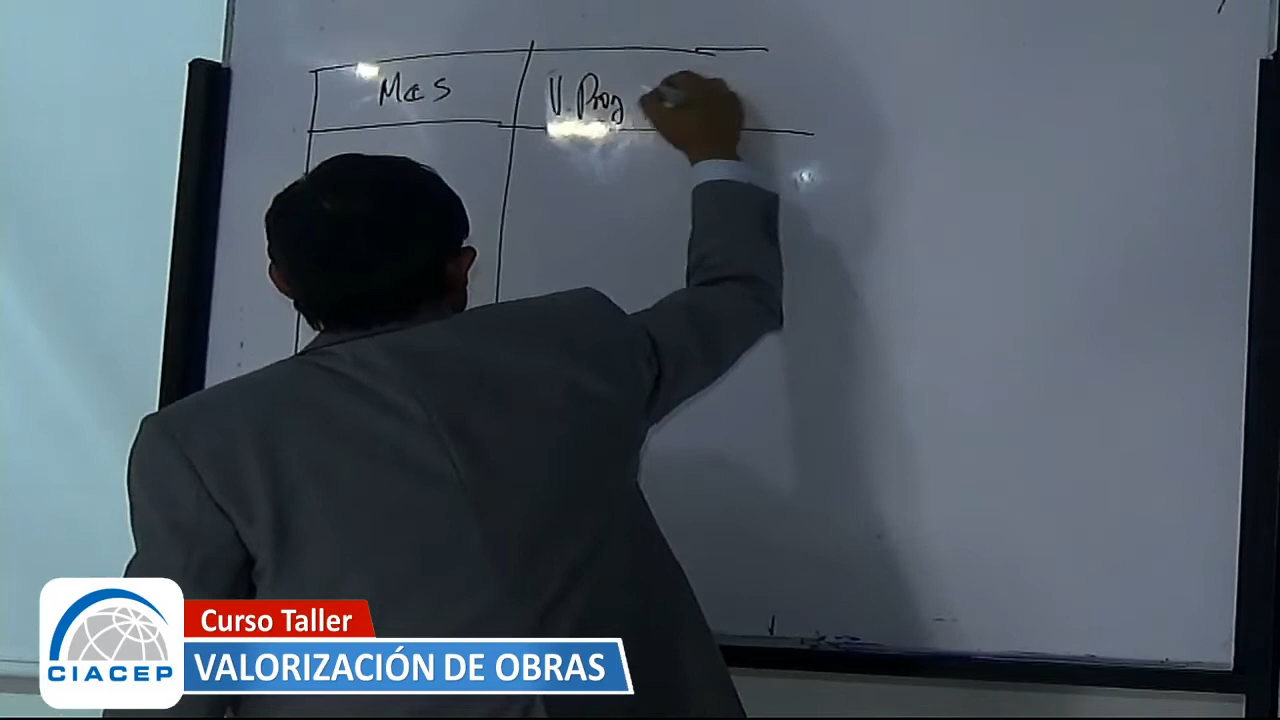 MES
V. Prog
Curso Taller
VALORIZACIÓN DE OBRAS
CIACEP